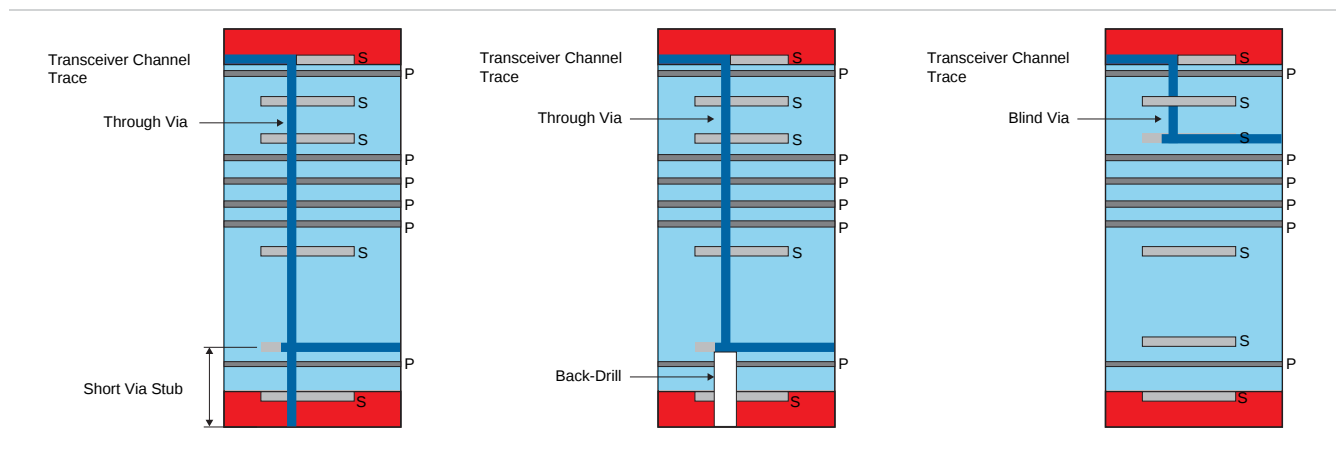 Transceiver Channel
Trace
S
P
S
Through Via
S
P
P
P
P
S
P
Short Via Stub
S
Transceiver Channel
Trace
S
P
S
Through Via
S
P
P
P
P
S
P
Back-Drill
S
Transceiver Channel
Trace
S
P
S
Blind Via
S
P
P
P
P
S
S
P
S